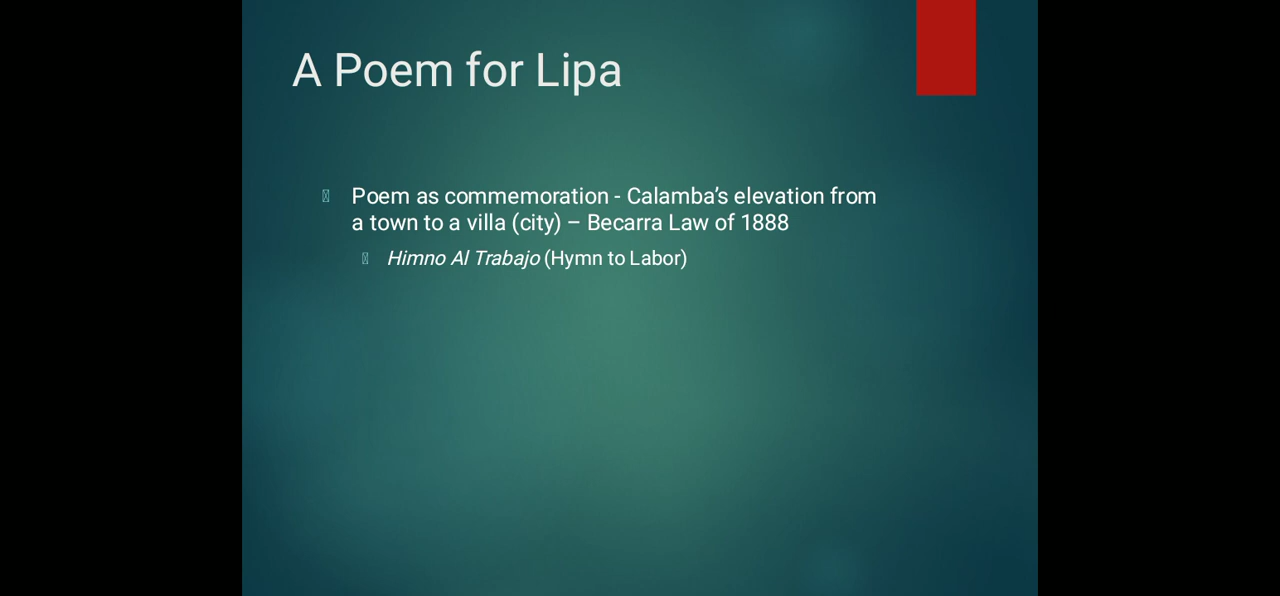 A Poem for Lipa
Poem as commemoration - Calamba’s elevation from
a town to a villa (city) – Becarra Law of 1888
Himno Al Trabajo (Hymn to Labor)